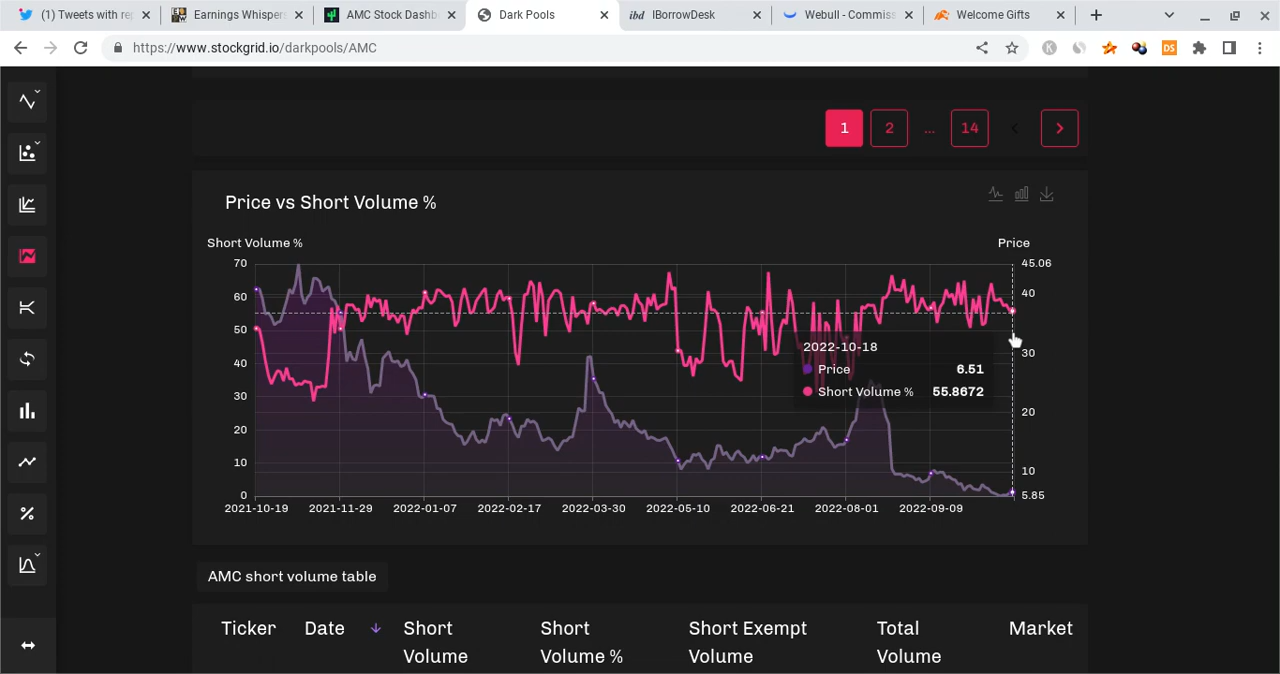 (1) Tweets with rep
Earnings Whisper
AMC Stock Dashb
Dark Pools
IBorrowDesk
Webull - Commiss
Welcome Gifts
https://www.stockgrid.io/darkpools/AMC
K
DS
1 2 ... 14
Price vs Short Volume %
Short Volume %
Price
70
60
50
40
30
20
10
0
45.06
40
30
20
10
5.85
2022-10-18
Price 6.51
Short Volume % 55.8672
2021-10-19 2021-11-29 2022-01-07 2022-02-17 2022-03-30 2022-05-10 2022-06-21 2022-08-01 2022-09-09
AMC short volume table
Ticker Date Short Volume Short Volume % Short Exempt Volume Total Volume Market